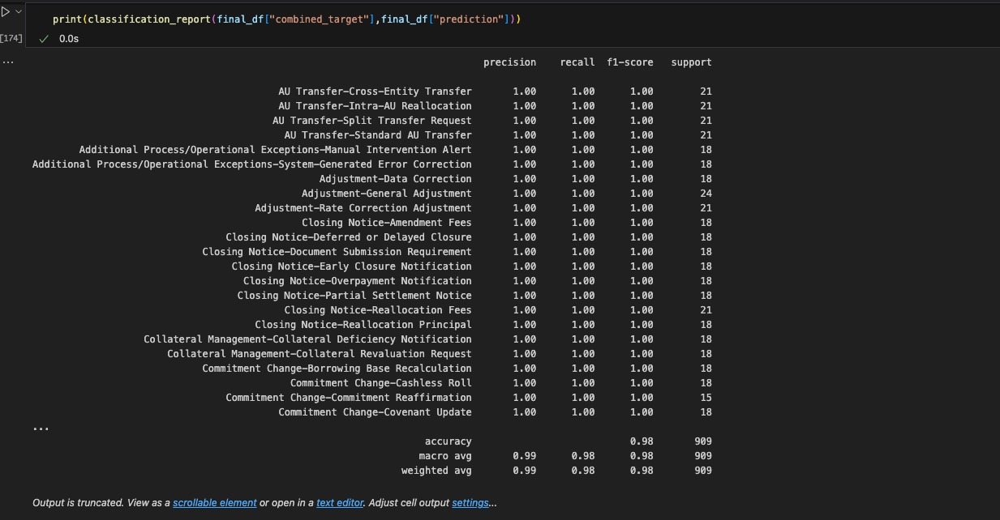 print(classification_report(final_df["combined_target"],final_df["prediction"]))
[174] ✓ 0.0s
...
precision recall f1-score support
AU Transfer-Cross-Entity Transfer 1.00 1.00 1.00 21
AU Transfer-Intra-AU Reallocation 1.00 1.00 1.00 21
AU Transfer-Split Transfer Request 1.00 1.00 1.00 21
AU Transfer-Standard AU Transfer 1.00 1.00 1.00 21
Additional Process/Operational Exceptions-Manual Intervention Alert 1.00 1.00 1.00 18
Additional Process/Operational Exceptions-System-Generated Error Correction 1.00 1.00 1.00 18
Adjustment-Data Correction 1.00 1.00 1.00 18
Adjustment-General Adjustment 1.00 1.00 1.00 24
Adjustment-Rate Correction Adjustment 1.00 1.00 1.00 21
Closing Notice-Amendment Fees 1.00 1.00 1.00 18
Closing Notice-Deferred or Delayed Closure 1.00 1.00 1.00 18
Closing Notice-Document Submission Requirement 1.00 1.00 1.00 18
Closing Notice-Early Closure Notification 1.00 1.00 1.00 18
Closing Notice-Overpayment Notification 1.00 1.00 1.00 18
Closing Notice-Partial Settlement Notice 1.00 1.00 1.00 18
Closing Notice-Reallocation Fees 1.00 1.00 1.00 21
Closing Notice-Reallocation Principal 1.00 1.00 1.00 18
Collateral Management-Collateral Deficiency Notification 1.00 1.00 1.00 18
Collateral Management-Collateral Revaluation Request 1.00 1.00 1.00 18
Commitment Change-Borrowing Base Recalculation 1.00 1.00 1.00 18
Commitment Change-Cashless Roll 1.00 1.00 1.00 18
Commitment Change-Commitment Reaffirmation 1.00 1.00 1.00 15
Commitment Change-Covenant Update 1.00 1.00 1.00 18
...
accuracy 0.98 909
macro avg 0.99 0.98 0.98 909
weighted avg 0.99 0.98 0.98 909
Output is truncated. View as a scrollable element or open in a text editor. Adjust cell output settings...